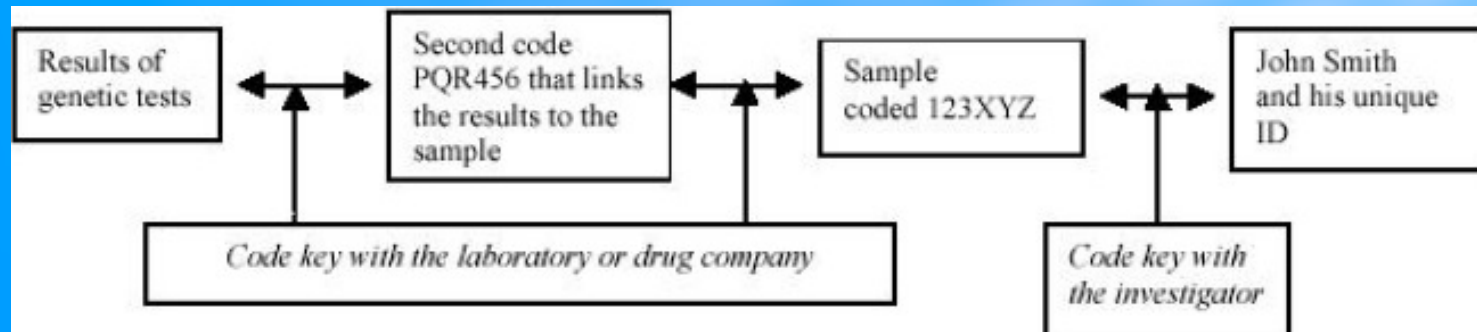 Results of
genetic tests
Second code
PQR456 that links
the results to the
sample
Sample
coded 123XYZ
John Smith
and his unique
ID
Code key with the laboratory or drug company
Code key with
the investigator